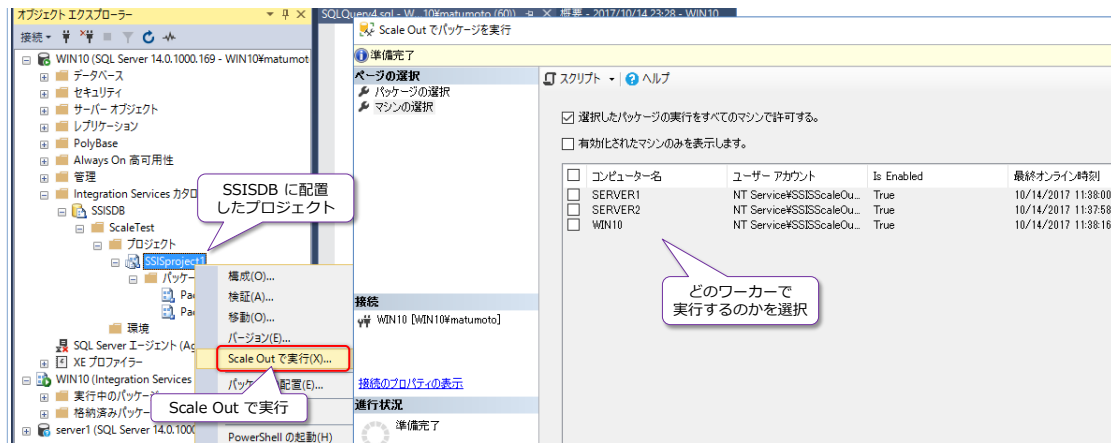 オブジェクト エクスプローラー
接続
WIN10 (SQL Server 14.0.1000.169 - WIN10¥matumot
データベース
セキュリティ
サーバー オブジェクト
レプリケーション
PolyBase
Always On 高可用性
管理
Integration Services カタロ
SSISDB
ScaleTest
プロジェクト
SSISproject1
パッケー
Pac
Pac
環境
SQL Server エージェント (Ag
XE プロファイラー
WIN10 (Integration Services
実行中のパッケージ
格納済みパッケー
server1 (SQL Server 14.0.1000
SSISDB に配置
したプロジェクト
構成(O)...
検証(A)...
移動(O)...
バージョン(E)...
Scale Out で実行(X)...
配置(E)...
PowerShell の起動(H)
Scale Out で実行
SQLQuery4.sql - W...10¥matumoto (60))
概要 - 2017/10/14 23:28 - WIN10
Scale Out でパッケージを実行
準備完了
ページの選択
パッケージの選択
マシンの選択
接続
WIN10 [WIN10¥matumoto]
接続のプロパティの表示
進行状況
準備完了
スクリプト
ヘルプ
選択したパッケージの実行をすべてのマシンで許可する。
有効化されたマシンのみを表示します。
コンピューター名 ユーザー アカウント Is Enabled 最終オンライン時刻
SERVER1 NT Service¥SSISScaleOu... True 10/14/2017 11:38:00
SERVER2 NT Service¥SSISScaleOu... True 10/14/2017 11:37:58
WIN10 NT Service¥SSISScaleOu... True 10/14/2017 11:38:16
どのワーカーで
実行するのかを選択